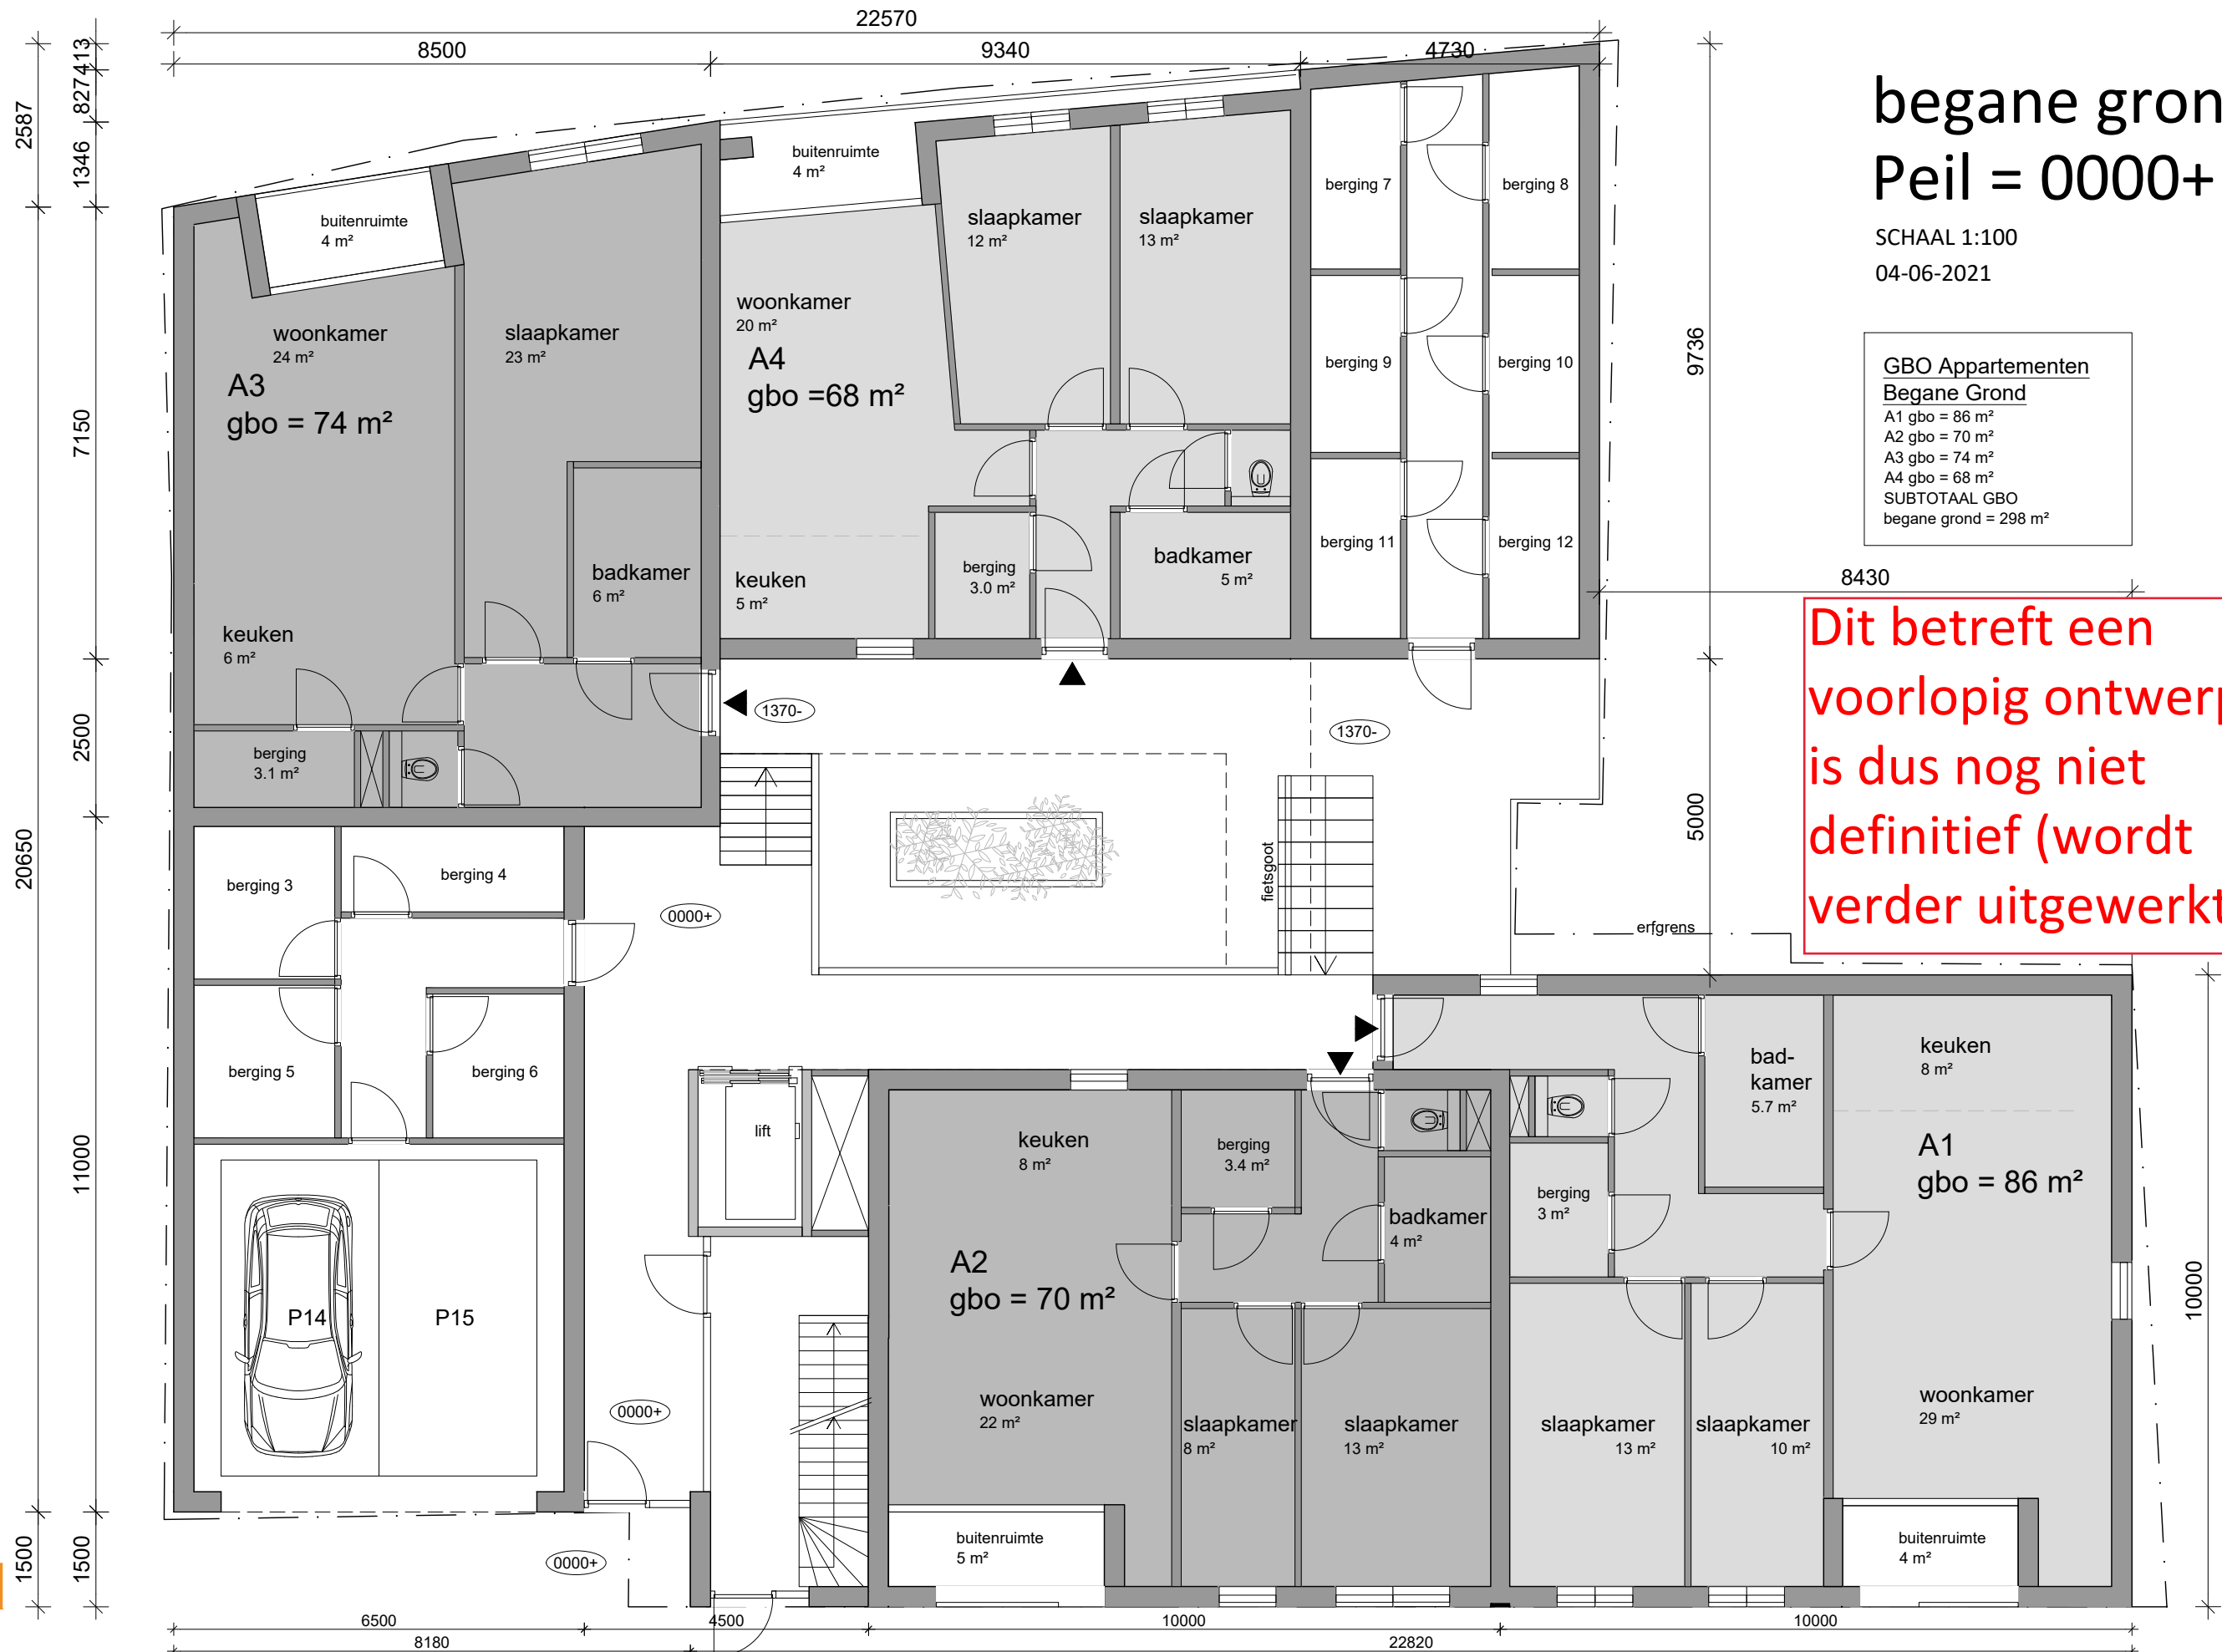 22570
8500
9340
4730
413
827
2587
1346
7150
2500
20650
11000
1500
1500
begane gron
Peil = 0000+
SCHAAL 1:100
04-06-2021
GBO Appartementen
Begane Grond
A1 gbo = 86 m²
A2 gbo = 70 m²
A3 gbo = 74 m²
A4 gbo = 68 m²
SUBTOTAAL GBO
begane grond = 298 m²
9736
8430
5000
10000
Dit betreft een
voorlopig ontwerp
is dus nog niet
definitief (wordt
verder uitgewerkt
buitenruimte
4 m²
woonkamer
24 m²
A3
gbo = 74 m²
slaapkamer
23 m²
badkamer
6 m²
keuken
6 m²
berging
3.1 m²
buitenruimte
4 m²
woonkamer
20 m²
A4
gbo =68 m²
slaapkamer
12 m²
slaapkamer
13 m²
keuken
5 m²
berging
3.0 m²
badkamer
5 m²
berging 7
berging 8
berging 9
berging 10
berging 11
berging 12
1370-
1370-
0000+
fietsgoot
erfgrens
berging 3
berging 4
berging 5
berging 6
P14
P15
lift
0000+
0000+
keuken
8 m²
berging
3.4 m²
badkamer
4 m²
A2
gbo = 70 m²
woonkamer
22 m²
slaapkamer
8 m²
slaapkamer
13 m²
buitenruimte
5 m²
bad-
kamer
5.7 m²
keuken
8 m²
A1
gbo = 86 m²
berging
3 m²
slaapkamer
13 m²
slaapkamer
10 m²
woonkamer
29 m²
buitenruimte
4 m²
6500
4500
10000
10000
8180
22820